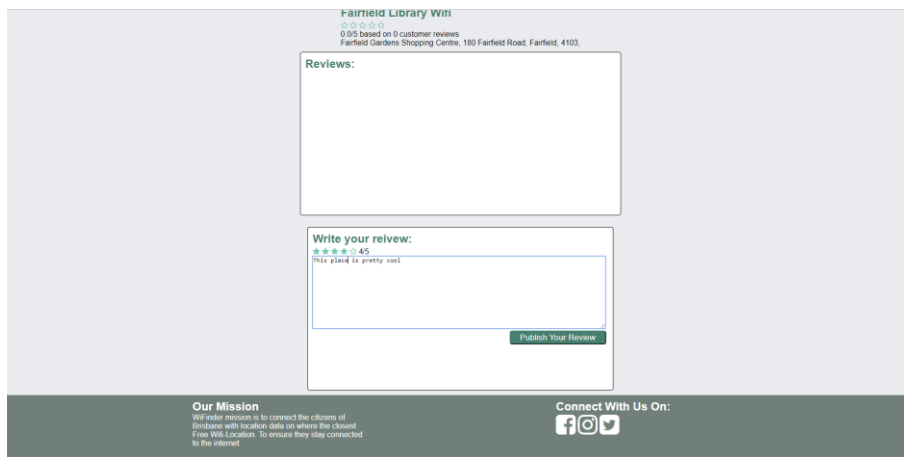 Fairfield Library Wifi
0.0/5 based on 0 customer reviews
Fairfield Gardens Shopping Centre, 180 Fairfield Road, Fairfield, 4103,
Reviews:
Write your reivew:
4/5
This place is pretty cool
Publish Your Review
Our Mission
WiFinder mission is to connect the citizens of
Brisbane with location data on where the closest
Free Wifi-Location. To ensure they stay connected
to the internet
Connect With Us On: